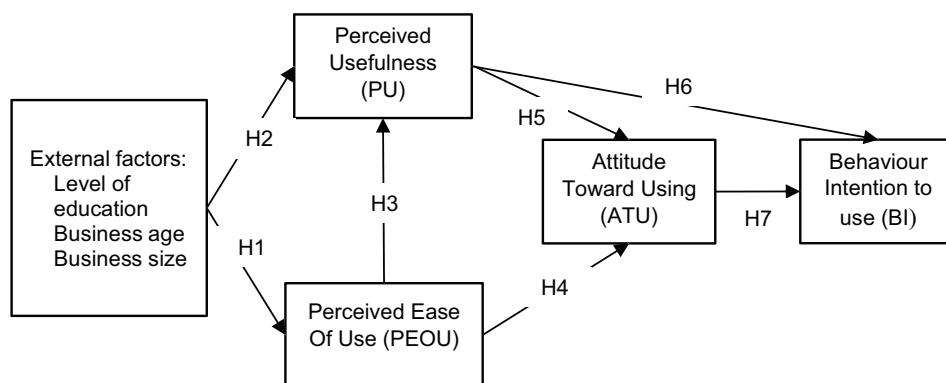 External factors:
Level of
education
Business age
Business size
H2
H1
Perceived
Usefulness
(PU)
H3
Perceived Ease
Of Use (PEOU)
H5
H6
H4
Attitude
Toward Using
(ATU)
H7
Behaviour
Intention to
use (BI)